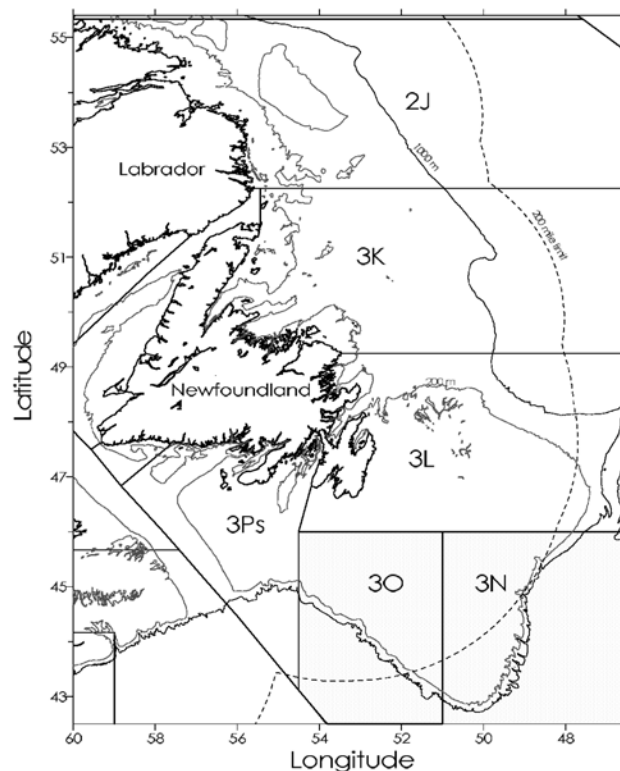 55
2J
53
1000 m
Labrador
200 mile limit
51
3K
Latitude
49
Newfoundland
200 m
47
3L
3Ps
45
3O
3N
43
60
58
56
54
52
50
48
Longitude